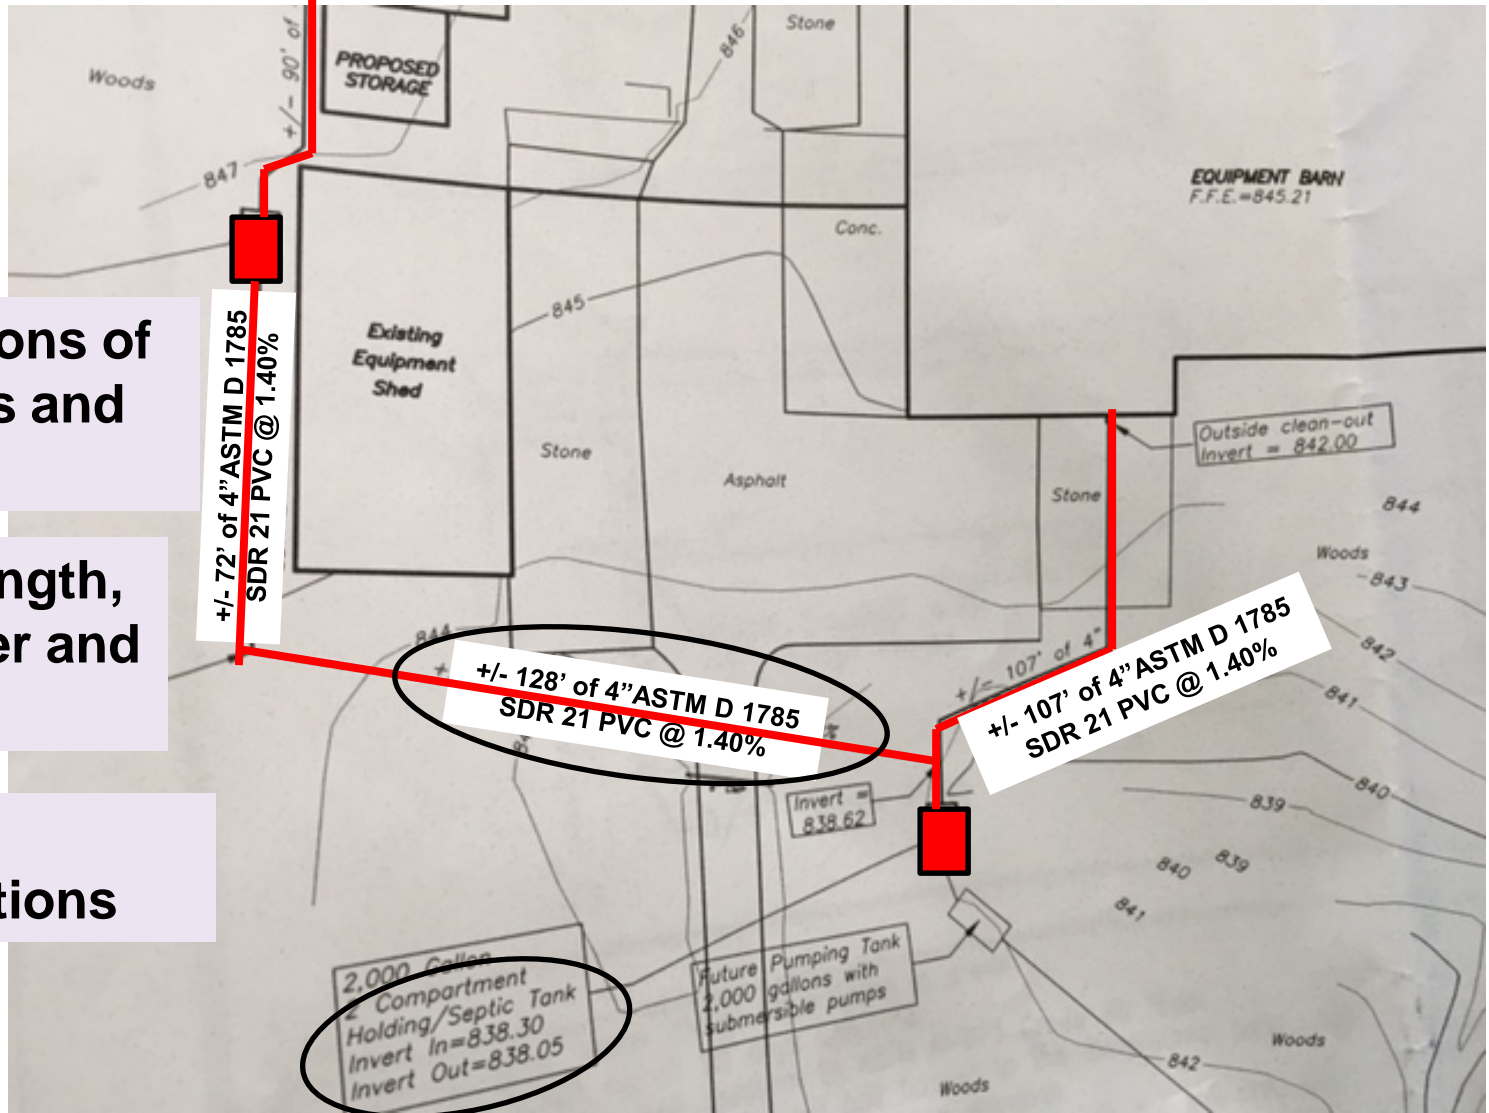 Woods
+/- 90' of
PROPOSED
STORAGE
846
Stone
847
EQUIPMENT BARN
F.F.E.=845.21
Conc.
845
Existing
Equipment
Shed
+/- 72' of 4”ASTM D 1785
SDR 21 PVC @ 1.40%
ons of
s and
ngth,
er and
tions
Stone
Asphalt
Stone
Outside clean-out
Invert = 842.00
844
Woods
843
842
841
840
839
844
+/- 128’ of 4”ASTM D 1785
SDR 21 PVC @ 1.40%
+/- 107' of 4"
+/- 107’ of 4”ASTM D 1785
SDR 21 PVC @ 1.40%
Invert =
838.62
840
839
841
2,000 Gallon
2 Compartment
Holding/Septic Tank
Invert In=838.30
Invert Out=838.05
Future Pumping Tank
2,000 gallons with
submersible pumps
842
Woods
Woods